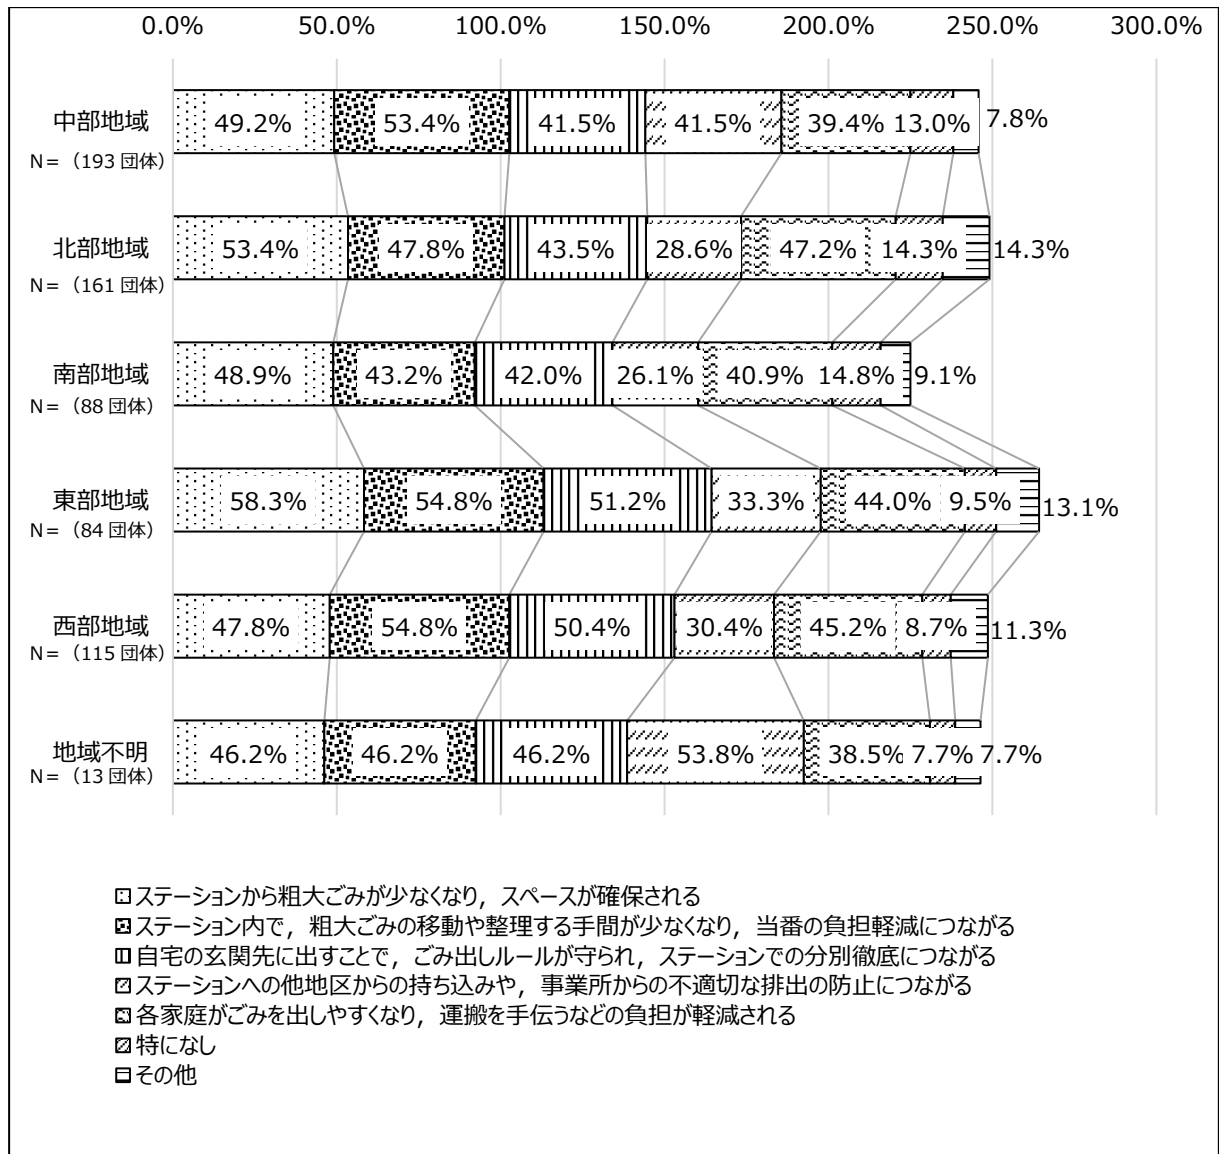 0.0% 50.0% 100.0% 150.0% 200.0% 250.0% 300.0%
中部地域 49.2% 53.4% 41.5% 41.5% 39.4% 13.0% 7.8%
N=（193 団体）
北部地域 53.4% 47.8% 43.5% 28.6% 47.2% 14.3% 14.3%
N=（161 団体）
南部地域 48.9% 43.2% 42.0% 26.1% 40.9% 14.8% 9.1%
N=（88 団体）
東部地域 58.3% 54.8% 51.2% 33.3% 44.0% 9.5% 13.1%
N=（84 団体）
西部地域 47.8% 54.8% 50.4% 30.4% 45.2% 8.7% 11.3%
N=（115 団体）
地域不明 46.2% 46.2% 46.2% 53.8% 38.5% 7.7% 7.7%
N=（13 団体）
ステーションから粗大ごみが少なくなり，スペースが確保される
ステーション内で，粗大ごみの移動や整理する手間が少なくなり，当番の負担軽減につながる
自宅の玄関先に出すことで，ごみ出しルールが守られ，ステーションでの分別徹底につながる
ステーションへの他地区からの持ち込みや，事業所からの不適切な排出の防止につながる
各家庭がごみを出しやすくなり，運搬を手伝うなどの負担が軽減される
特になし
その他